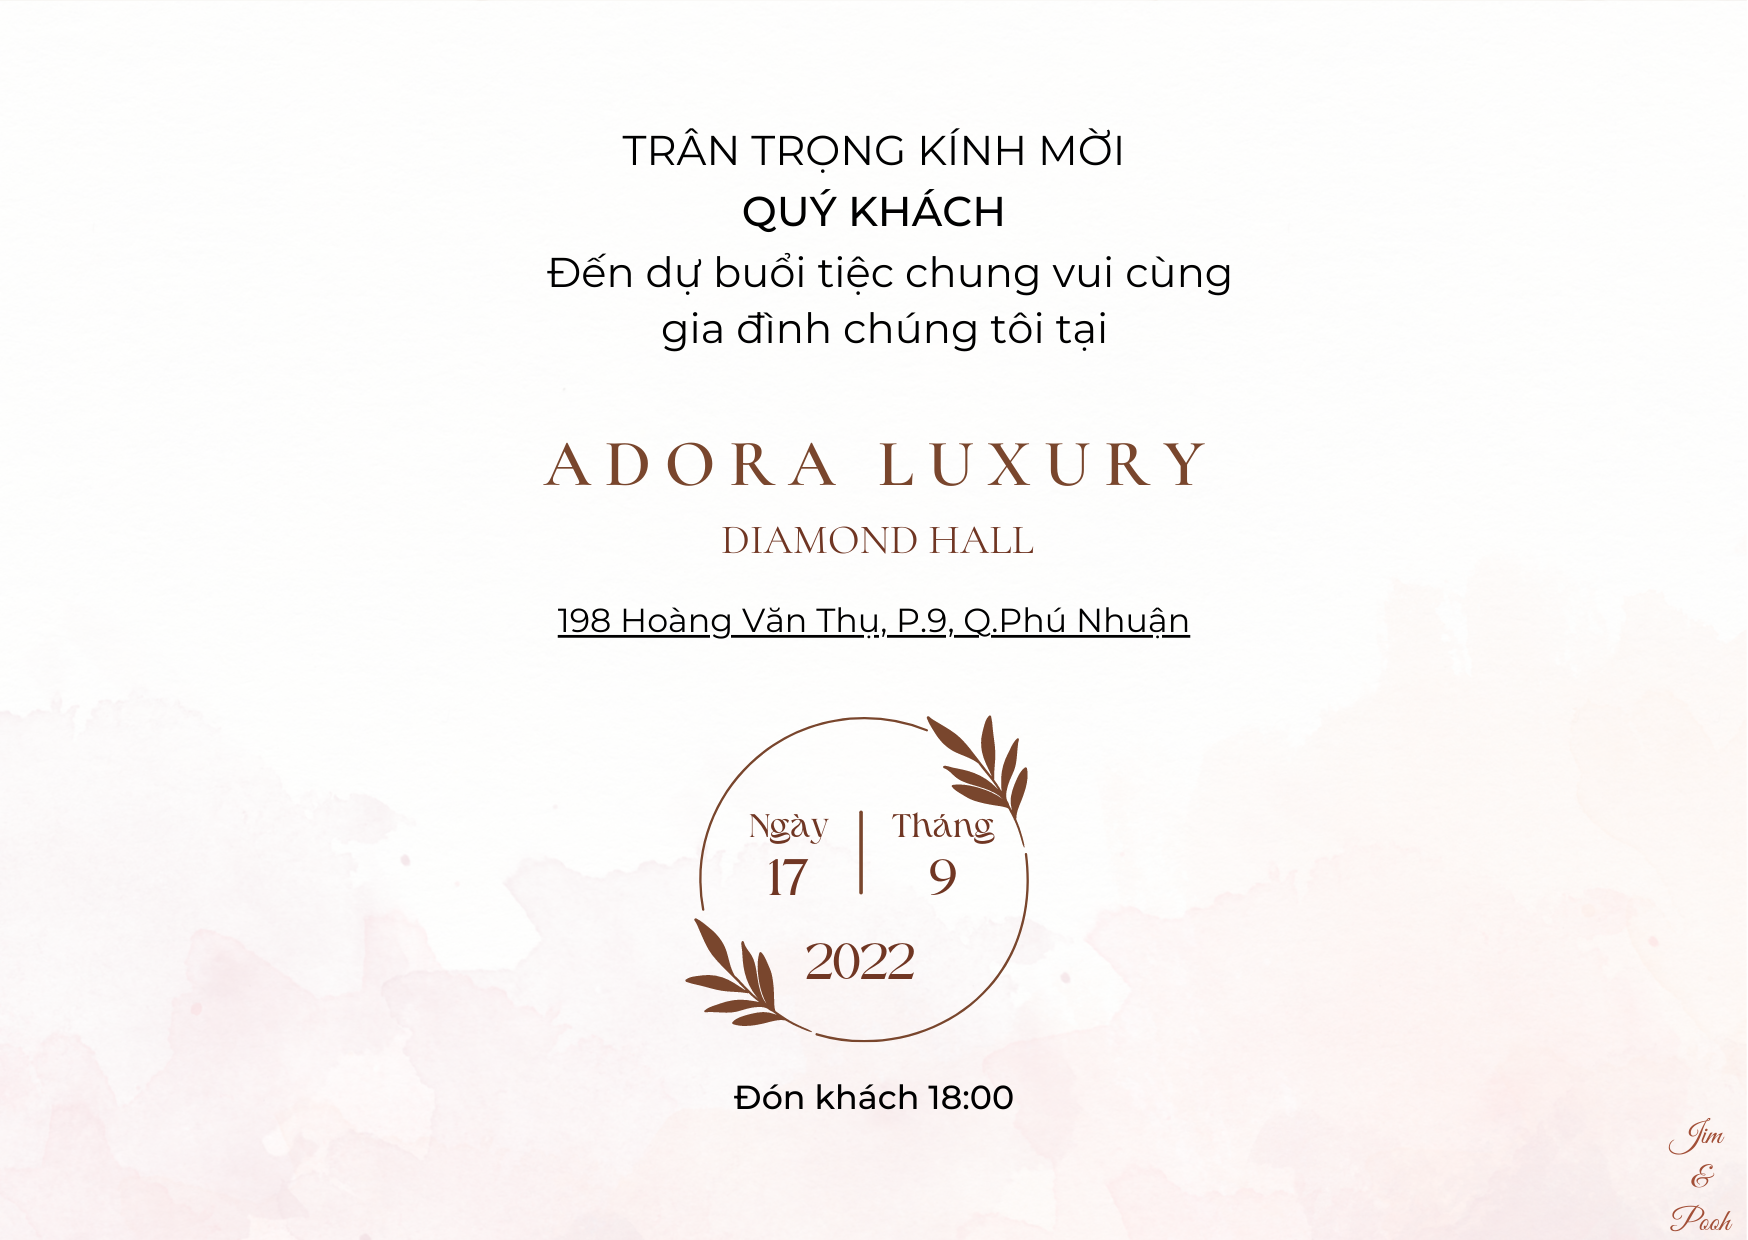 TRÂN TRỌNG KÍNH MỜI
QUÝ KHÁCH
Đến dự buổi tiệc chung vui cùng
gia đình chúng tôi tại
ADORA LUXURY
DIAMOND HALL
198 Hoàng Văn Thụ, P.9, Q.Phú Nhuận
Ngày | Tháng
17 | 9
2022
Đón khách 18:00
Jim
&
Pooh